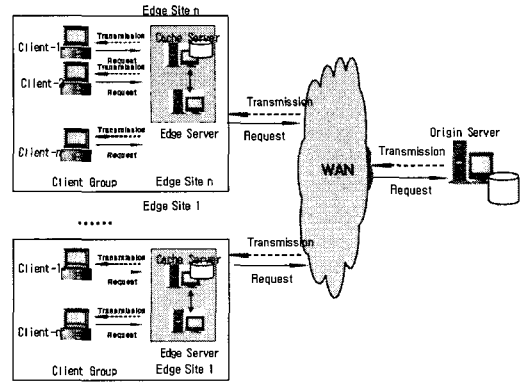 Edge Site n
Client-1
Transmission
Request
Cache Server
Client-2
Transmission
Request
Client-n
Transmission
Request
Edge Server
Client Group
Edge Site n
Transmission
Request
WAN
Origin Server
Transmission
Request
Edge Site 1
......
Client-1
Transmission
Request
Cache Server
Client-n
Transmission
Request
Edge Server
Client Group
Edge Site 1
Transmission
Request